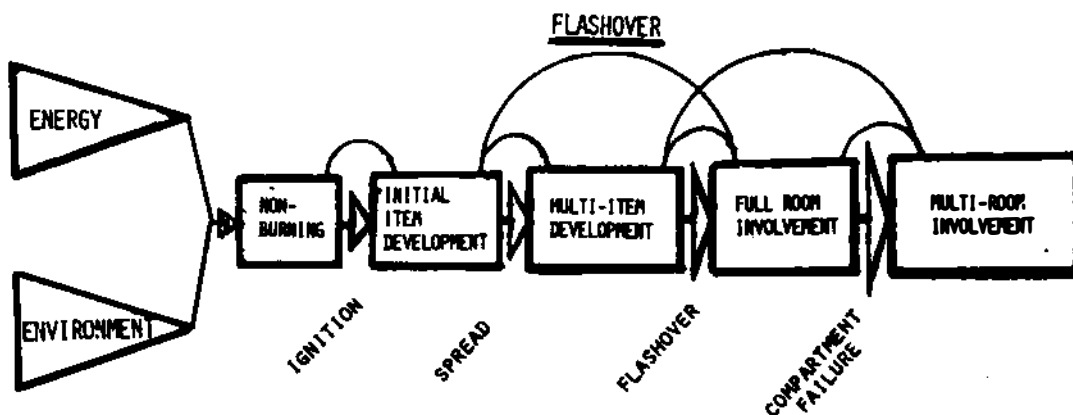 FLASHOVER
ENERGY
ENVIRONMENT
NON-
BURNING
INITIAL
ITEM
DEVELOPMENT
MULTI-ITEM
DEVELOPMENT
FULL ROOM
INVOLVEMENT
MULTI-ROOM
INVOLVEMENT
IGNITION
SPREAD
FLASHOVER
COMPARTMENT
FAILURE